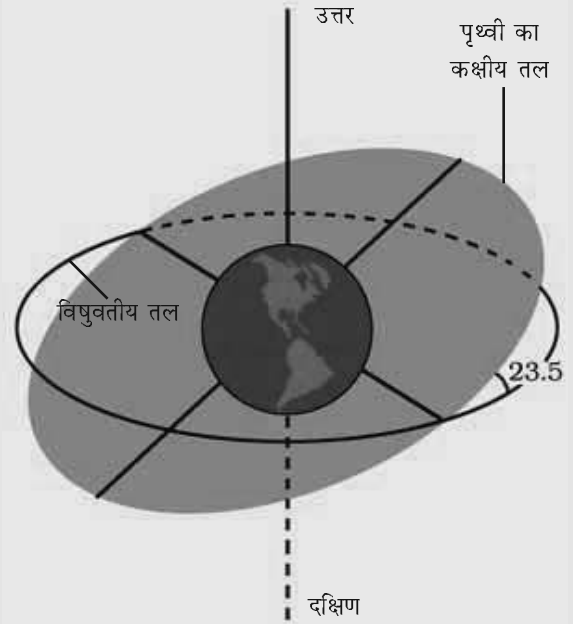 उत्तर
पृथ्वी का
कक्षीय तल
विषुवतीय तल
23.5
दक्षिण